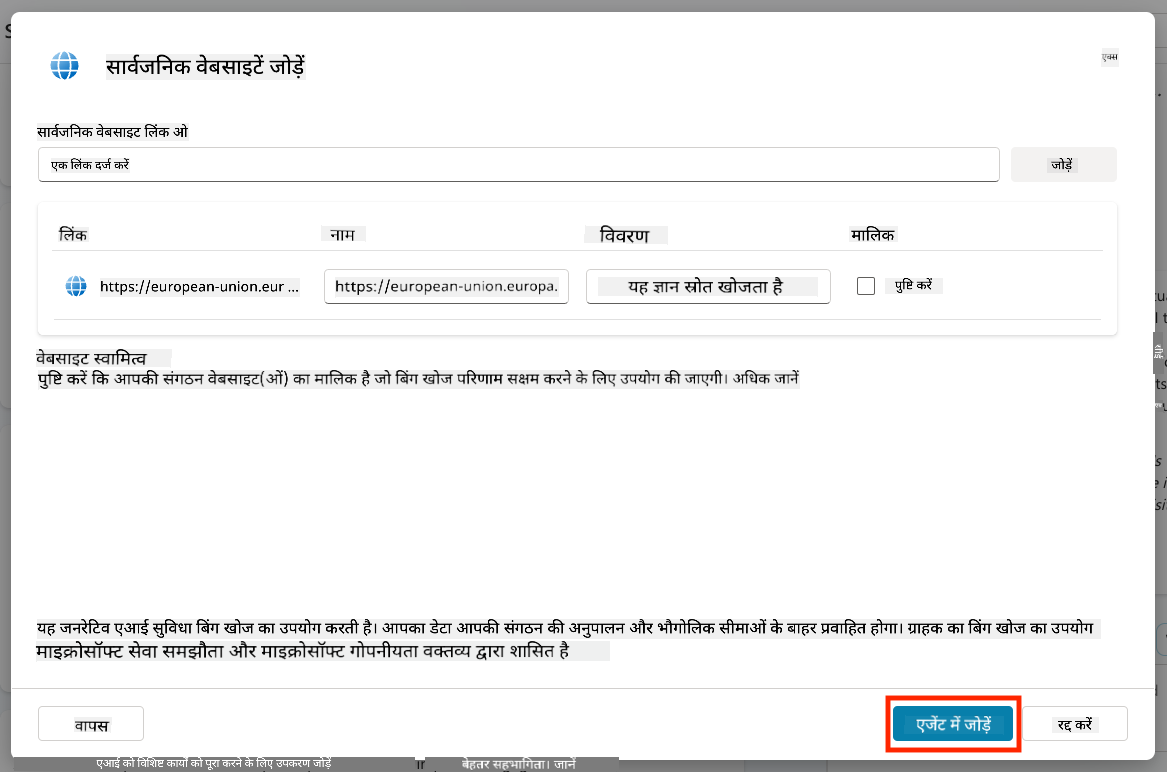 सार्वजनिक वेबसाइटें जोड़ें
एक्स
सार्वजनिक वेबसाइट लिंक ओ
एक लिंक दर्ज करें
जोड़ें
लिंक नाम विवरण मालिक
https://european-union.eur ... https://european-union.europa. यह ज्ञान स्रोत खोजता है पुष्टि करें
वेबसाइट स्वामित्व
पुष्टि करें कि आपकी संगठन वेबसाइट(ओं) का मालिक है जो बिंग खोज परिणाम सक्षम करने के लिए उपयोग की जाएगी। अधिक जानें
यह जनरेटिव एआई सुविधा बिंग खोज का उपयोग करती है। आपका डेटा आपकी संगठन की अनुपालन और भौगोलिक सीमाओं के बाहर प्रवाहित होगा। ग्राहक का बिंग खोज का उपयोग
माइक्रोसॉफ्ट सेवा समझौता और माइक्रोसॉफ्ट गोपनीयता वक्तव्य द्वारा शासित है
वापस एजेंट में जोड़ें रद्द करें
एआई को विशिष्ट कार्यों को पूरा करने के लिए उपकरण जोड़ें बेहतर सहभागिता। जानें